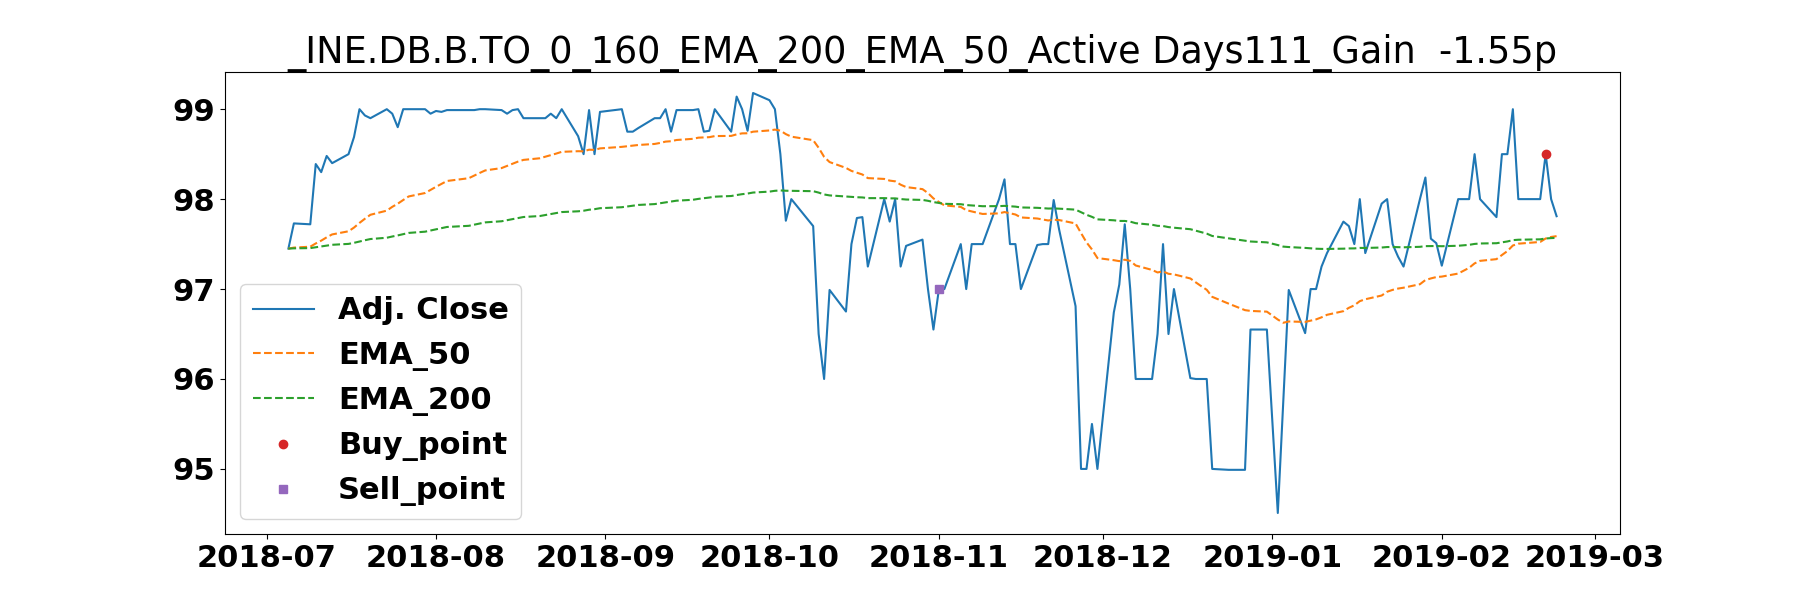 _INE.DB.B.TO_0_160_EMA_200_EMA_50_Active Days111_Gain  -1.55p
99
98
97
96
95
Adj. Close
EMA_50
EMA_200
Buy_point
Sell_point
2018-07 2018-08 2018-09 2018-10 2018-11 2018-12 2019-01 2019-02 2019-03